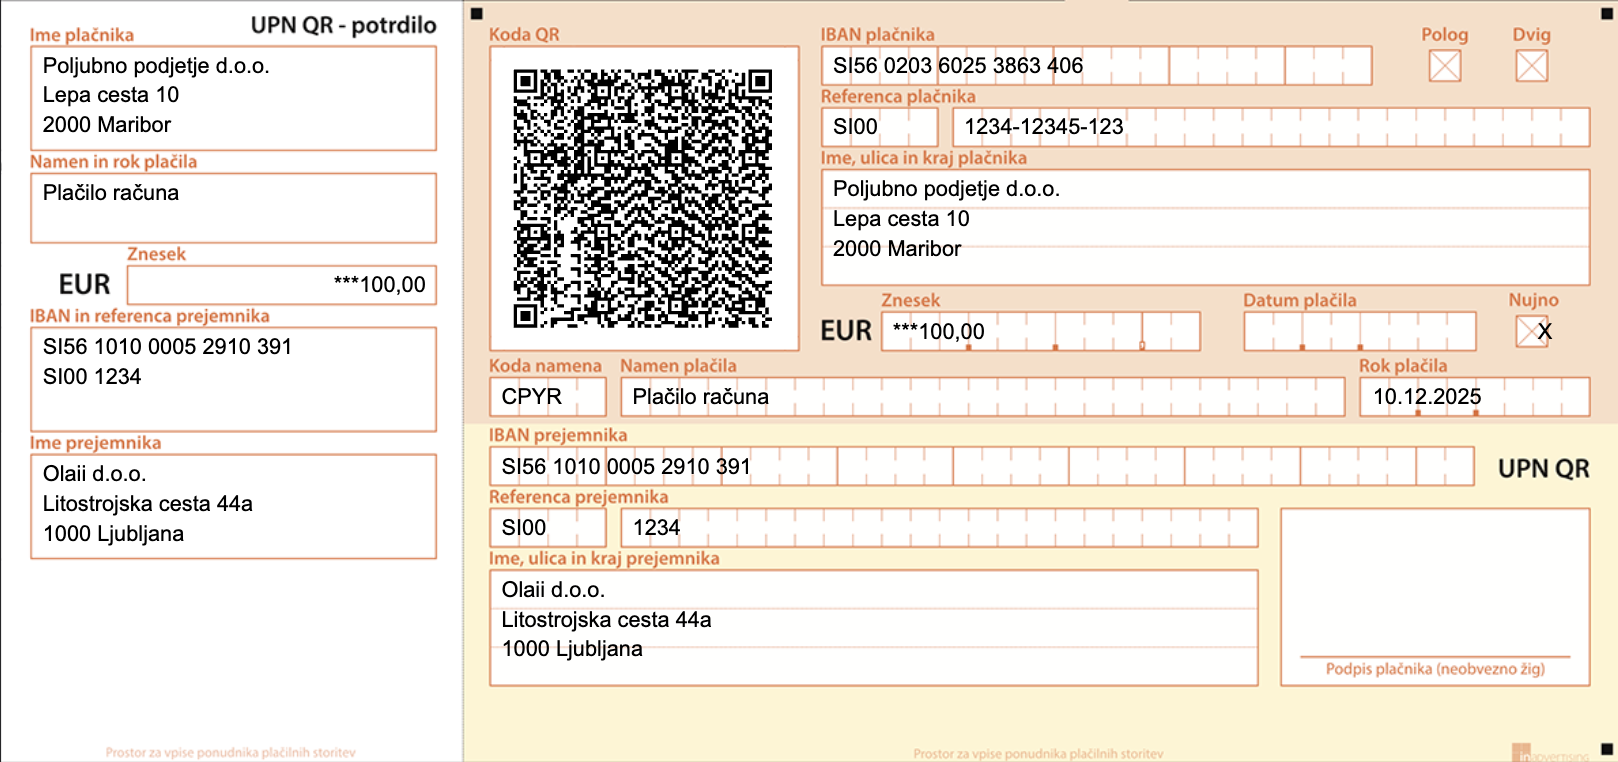 UPN QR - potrdilo
Ime plačnika
Poljubno podjetje d.o.o.
Lepa cesta 10
2000 Maribor
Namen in rok plačila
Plačilo računa
Znesek
EUR ***100,00
IBAN in referenca prejemnika
SI56 1010 0005 2910 391
SI00 1234
Ime prejemnika
Olaii d.o.o.
Litostrojska cesta 44a
1000 Ljubljana
Prostor za vpise ponudnika plačilnih storitev
Koda QR
IBAN plačnika
Polog
Dvig
SI56 0203 6025 3863 406
Referenca plačnika
SI00 1234-12345-123
Ime, ulica in kraj plačnika
Poljubno podjetje d.o.o.
Lepa cesta 10
2000 Maribor
Znesek
Datum plačila
Nujno
EUR ***100,00
X
Koda namena
Namen plačila
Rok plačila
CPYR
Plačilo računa
10.12.2025
IBAN prejemnika
SI56 1010 0005 2910 391
UPN QR
Referenca prejemnika
SI00 1234
Ime, ulica in kraj prejemnika
Olaii d.o.o.
Litostrojska cesta 44a
1000 Ljubljana
Podpis plačnika (neobvezno žig)
Prostor za vpise ponudnika plačilnih storitev
inadvertising